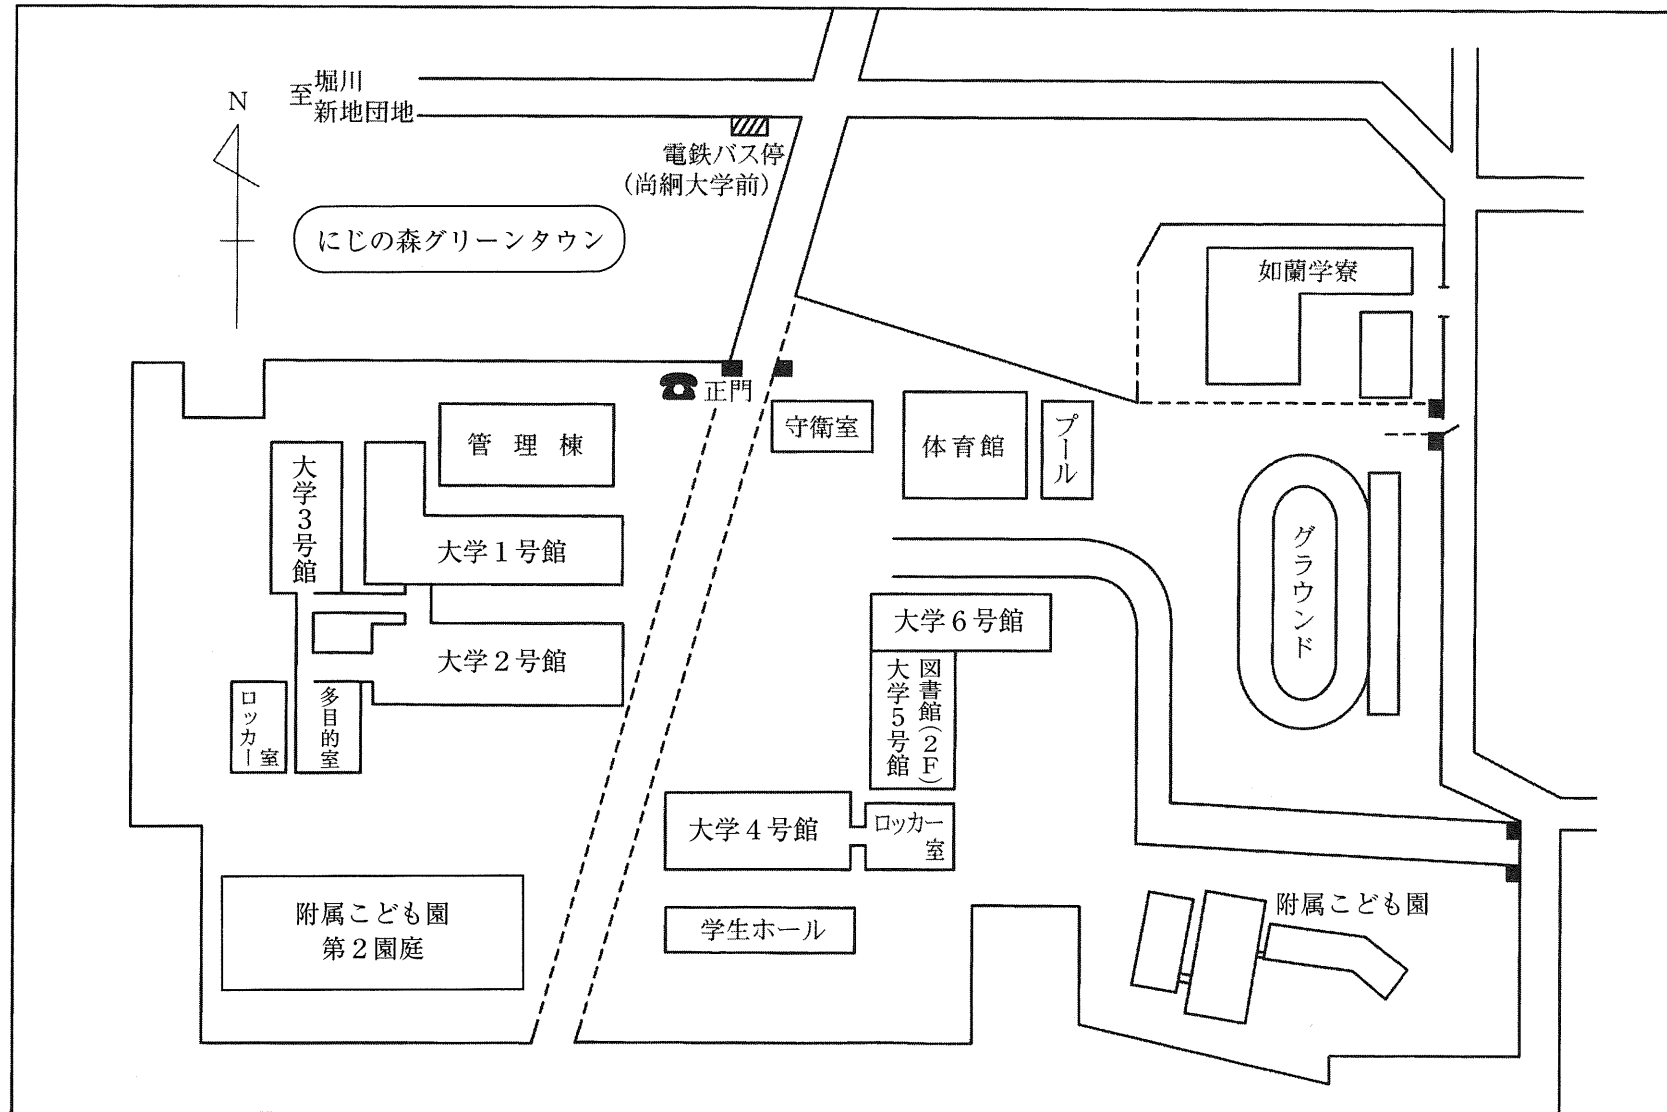 至 堀川
新地団地
N
電鉄バス停
(尚絅大学前)
にじの森グリーンタウン
如蘭学寮
正門
守衛室
体育館
プール
管理棟
大学3号館
大学1号館
グラウンド
大学6号館
大学2号館
図書館(2F)
大学5号館
ロッカー
室
多目的室
大学4号館
ロッカー
室
附属こども園
第2園庭
学生ホール
附属こども園